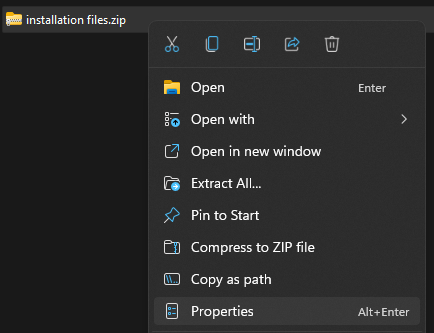 installation files.zip
Open Enter
Open with
Open in new window
Extract All...
Pin to Start
Compress to ZIP file
Copy as path
Properties Alt+Enter